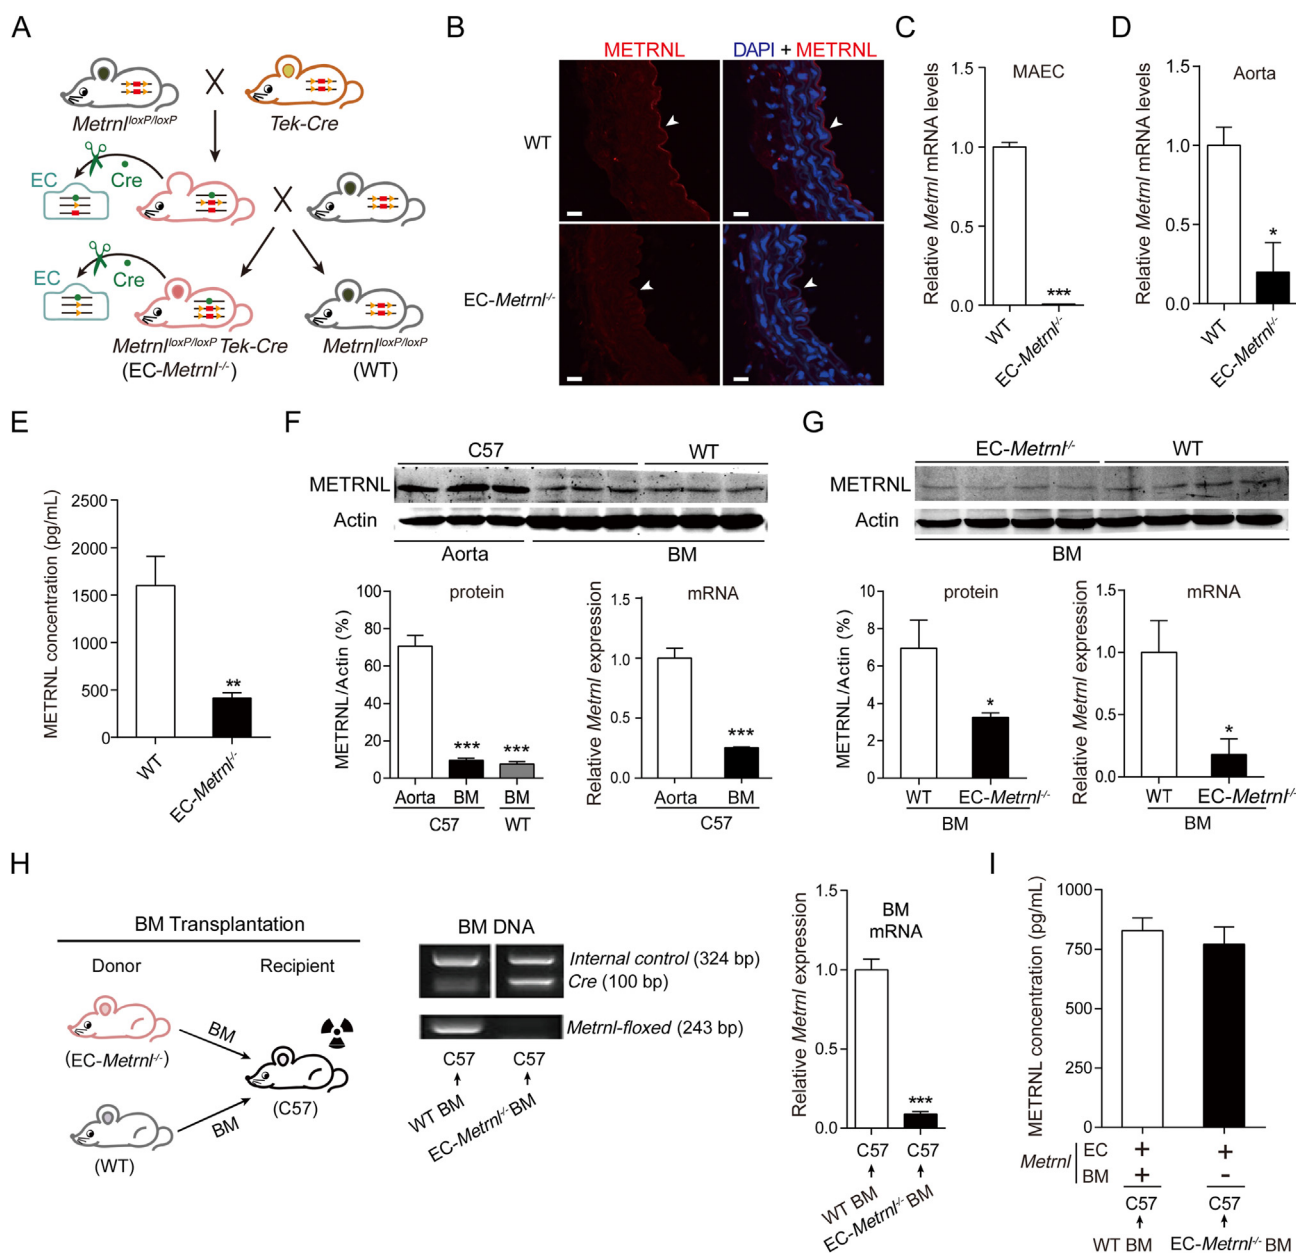 A
Metrnl^loxP/loxP
Tek-Cre
EC
Cre
EC
Cre
Metrnl^loxP/loxP Tek-Cre
(EC-Metrnl^-/-)
Metrnl^loxP/loxP
(WT)
B
METRNL
DAPI + METRNL
WT
EC-Metrnl^-/-
C
Relative Metrnl mRNA levels
MAEC
1.5
1.0
0.5
0.0
***
WT
EC-Metrnl^-/-
D
Relative Metrnl mRNA levels
Aorta
1.5
1.0
0.5
0.0
*
WT
EC-Metrnl^-/-
E
METRNL concentration (pg/mL)
2500
2000
1500
1000
500
0
**
WT
EC-Metrnl^-/-
F
C57
WT
METRNL
Actin
Aorta
BM
METRNL/Actin (%)
protein
100
80
60
40
20
0
***
***
Aorta
BM
BM
C57
WT
Relative Metrnl expression
mRNA
1.5
1.0
0.5
0.0
***
Aorta
BM
C57
G
EC-Metrnl^-/-
WT
METRNL
Actin
BM
METRNL/Actin (%)
protein
10
8
6
4
2
0
*
WT
EC-Metrnl^-/-
BM
Relative Metrnl expression
mRNA
1.5
1.0
0.5
0.0
*
WT
EC-Metrnl^-/-
BM
H
BM Transplantation
Donor
Recipient
BM
(EC-Metrnl^-/-)
(C57)
BM
(WT)
BM DNA
Internal control (324 bp)
Cre (100 bp)
Metrnl-floxed (243 bp)
C57
C57
WT BM
EC-Metrnl^-/- BM
Relative Metrnl expression
BM
mRNA
1.5
1.0
0.5
0.0
***
C57
C57
WT BM
EC-Metrnl^-/- BM
I
METRNL concentration (pg/mL)
1000
750
500
250
0
Metrnl
EC + +
BM + -
C57
C57
WT BM
EC-Metrnl^-/- BM